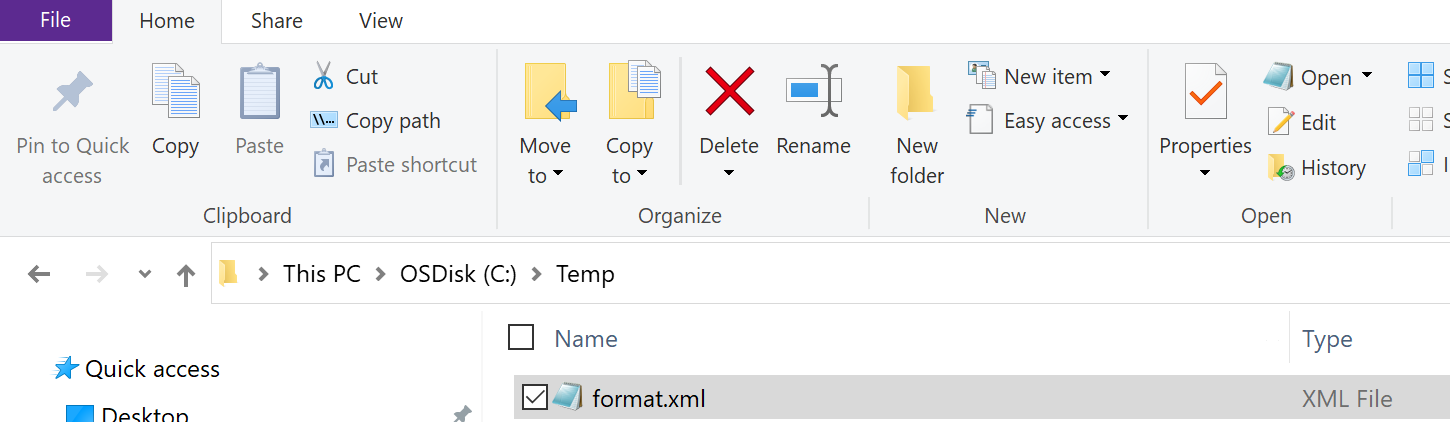 File Home Share View
Pin to Quick access
Copy
Paste
Cut
\\...
Copy path
Paste shortcut
Clipboard
Move to
Copy to
Delete
Rename
Organize
New folder
New item
Easy access
New
Properties
Open
Edit
History
Open
S
S
This PC OSDisk (C:) Temp
Quick access
Desktop
Name Type
format.xml XML File